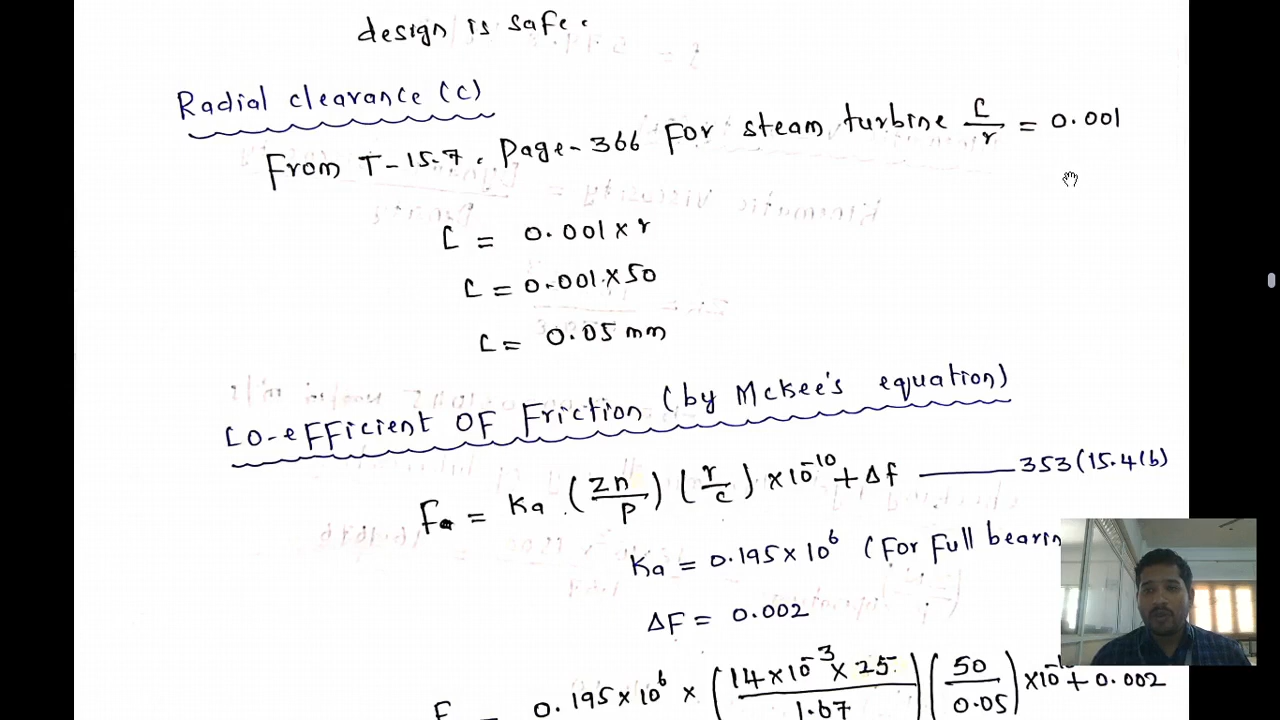 design is safe.
Radial clearance (c)
From T-15.7. Page-366 For steam turbine c/r = 0.001
c = 0.001 x r
c = 0.001 x 50
c = 0.05 mm
Co-efficient OF Friction (by Mckee's equation)
F = Ka (Zn/P) (r/c) x 10^-10 + Δf —— 353 (15.4(b)
Ka = 0.195 x 10^6 (For Full bearin
ΔF = 0.002
F = 0.195 x 10^6 x (14 x 10^-3 x 25/1.67) (50/0.05) x 10^-10 + 0.002